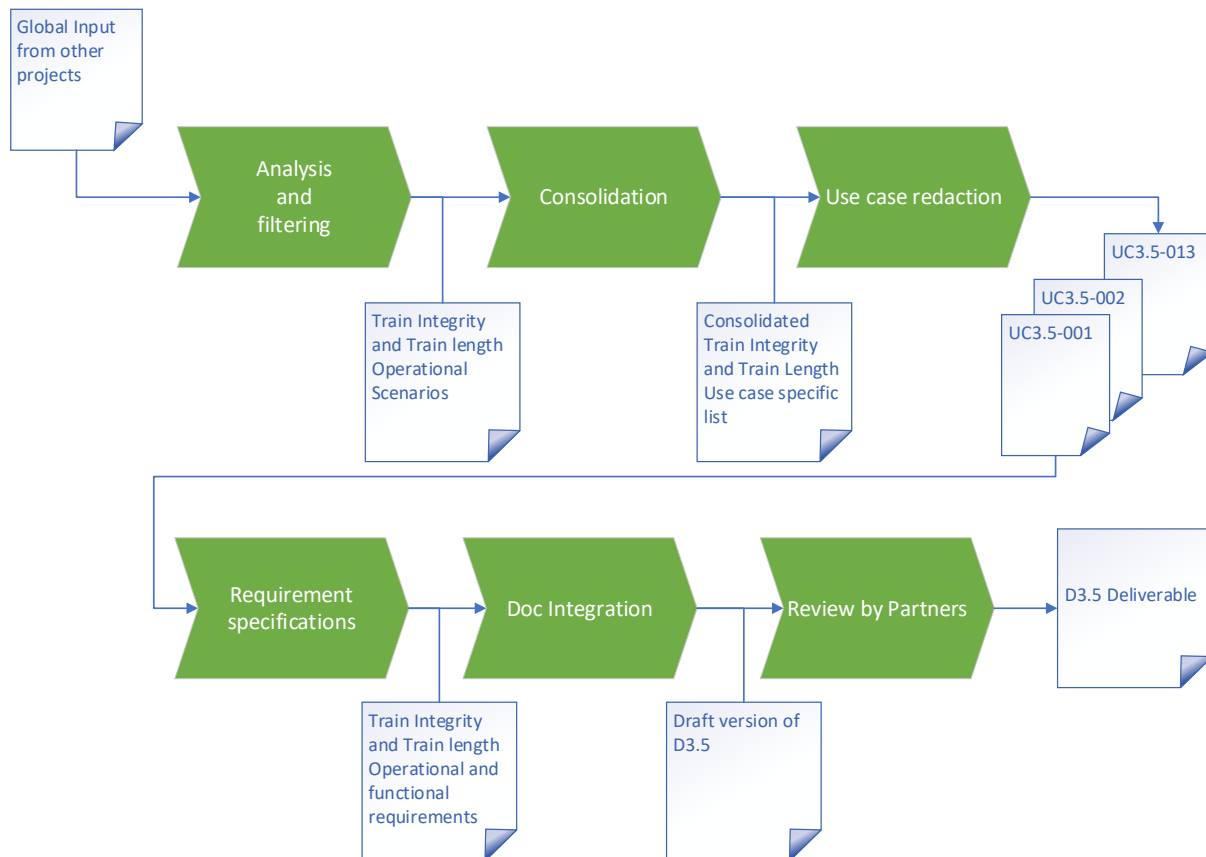 Global Input
from other
projects
Analysis
and
filtering
Consolidation
Use case redaction
UC3.5-013
UC3.5-002
UC3.5-001
Train Integrity
and Train length
Operational
Scenarios
Consolidated
Train Integrity
and Train Length
Use case specific
list
Requirement
specifications
Doc Integration
Review by Partners
D3.5 Deliverable
Train Integrity
and Train length
Operational and
functional
requirements
Draft version of
D3.5